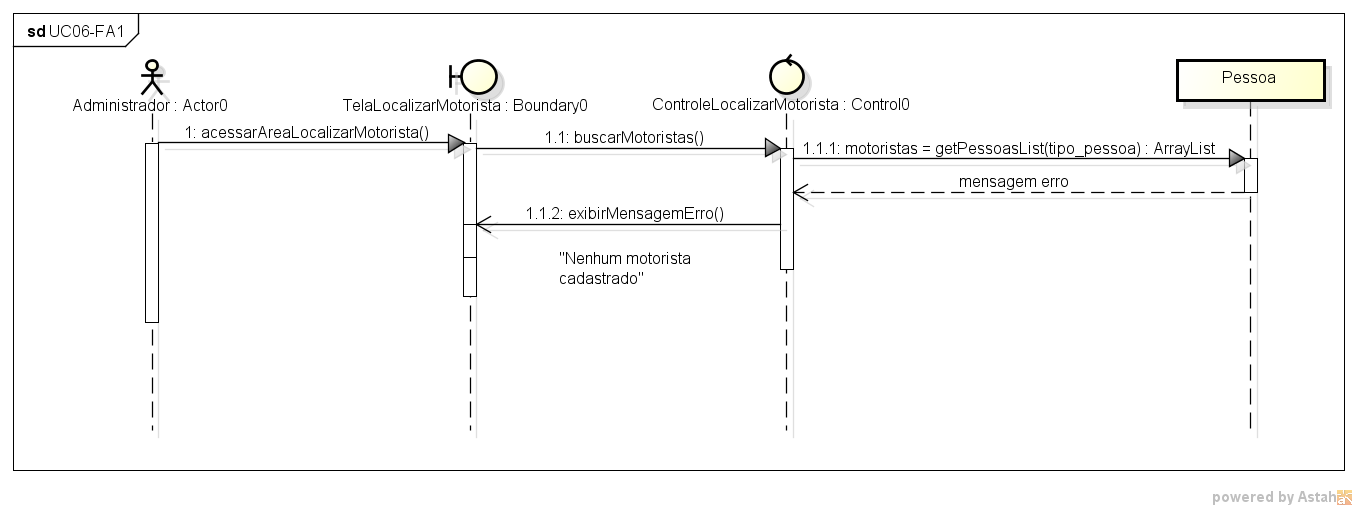 sd UC06-FA1
Administrador : Actor0
TelaLocalizarMotorista : Boundary0
ControleLocalizarMotorista : Control0
Pessoa
1: acessarAreaLocalizarMotorista()
1.1: buscarMotoristas()
1.1.1: motoristas = getPessoasList(tipo_pessoa) : ArrayList
mensagem erro
1.1.2: exibirMensagemErro()
"Nenhum motorista
cadastrado"
powered by Astah